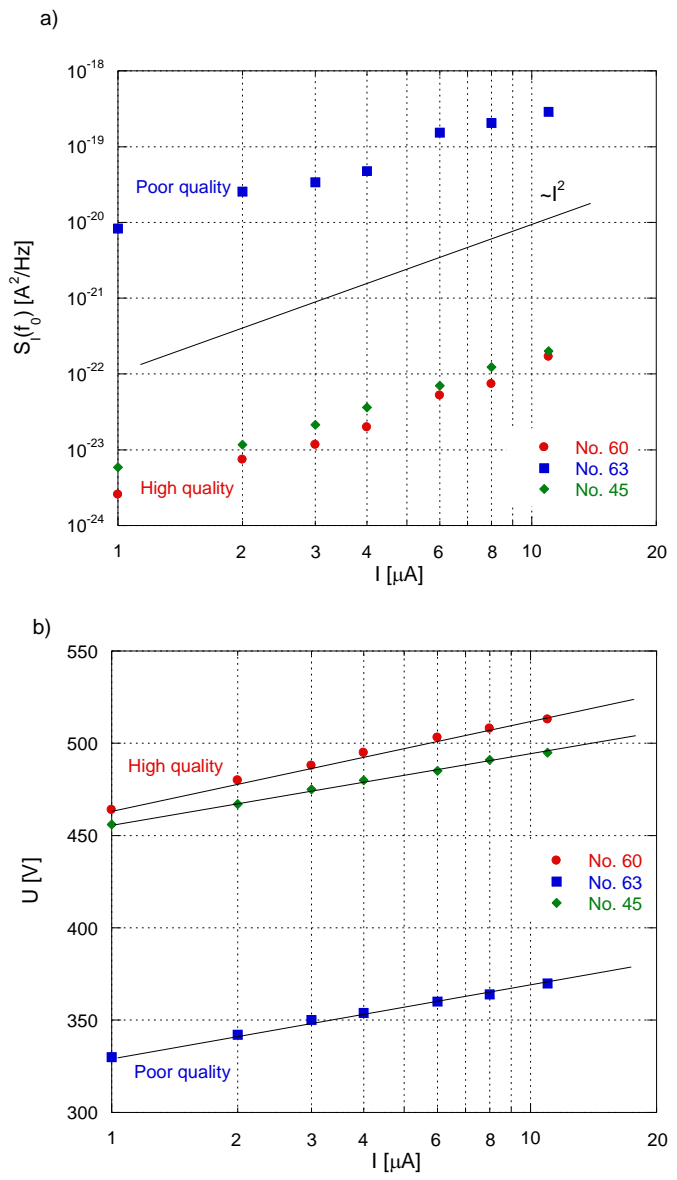 a)
10^-18
10^-19
10^-20
10^-21
10^-22
10^-23
10^-24
S_I(f_0) [A^2/Hz]
Poor quality
~I^2
High quality
No. 60
No. 63
No. 45
1 2 3 4 6 8 10 20
I [μA]
b)
550
500
450
400
350
300
U [V]
High quality
No. 60
No. 63
No. 45
Poor quality
1 2 3 4 6 8 10 20
I [μA]